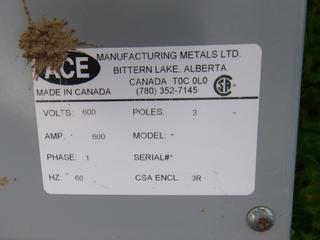 ACE
MANUFACTURING METALS LTD.
BITTERN LAKE, ALBERTA
CANADA T0C 0L0
MADE IN CANADA (780) 352-7145
VOLTS: 600 POLES: 3
AMP: 600 MODEL: *
PHASE: 1 SERIAL#*
HZ: 60 CSA ENCL. 3R